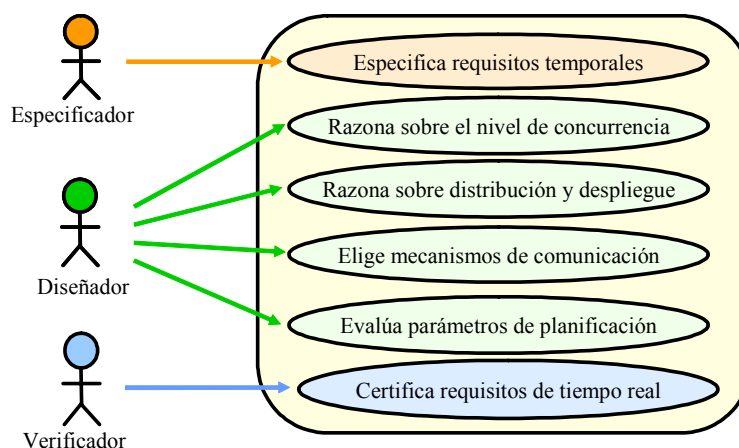 Especifica requisitos temporales
Especificador
Razona sobre el nivel de concurrencia
Razona sobre distribución y despliegue
Elige mecanismos de comunicación
Diseñador
Evalúa parámetros de planificación
Certifica requisitos de tiempo real
Verificador